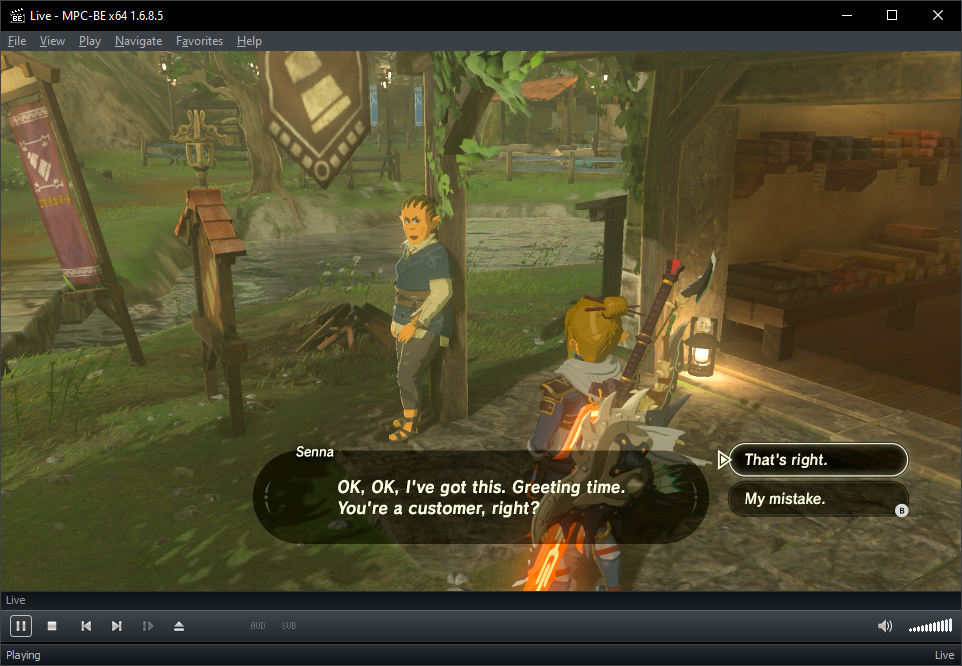 Live - MPC-BE x64 1.6.8.5
File View Play Navigate Favorites Help
Senna
OK, OK, I've got this. Greeting time.
You're a customer, right?
That's right.
My mistake.
B
Live
AUD SUB
Playing
Live